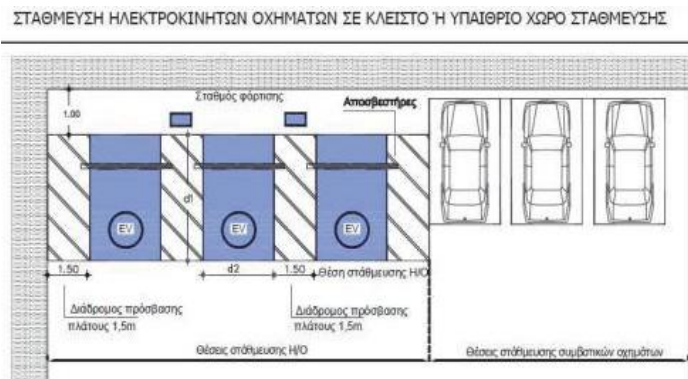 ΣΤΑΘΜΕΥΣΗ ΗΛΕΚΤΡΟΚΙΝΗΤΩΝ ΟΧΗΜΑΤΩΝ ΣΕ ΚΛΕΙΣΤΟ Ή ΥΠΑΙΘΡΙΟ ΧΩΡΟ ΣΤΑΘΜΕΥΣΗΣ
Σταθμός φόρτισης
Αποσβεστήρες
1.00
d1
EV
EV
EV
1.50
d2
1.50
Θέση στάθμευσης Η/Ο
Διάδρομος πρόσβασης
πλάτους 1,5m
Διάδρομος πρόσβασης
πλάτους 1,5m
Θέσεις στάθμευσης Η/Ο
Θέσεις στάθμευσης συμβατικών οχημάτων